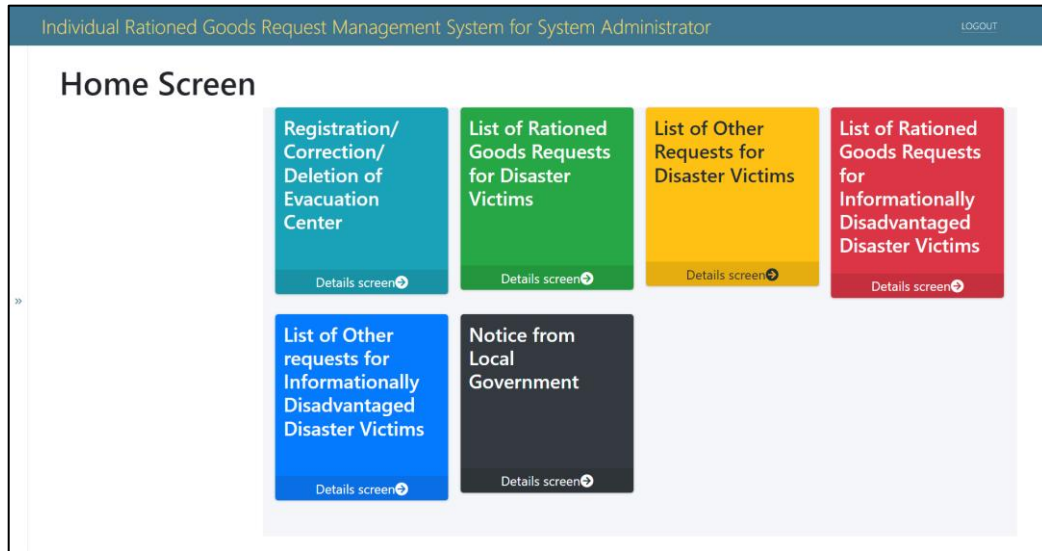 Individual Rationed Goods Request Management System for System Administrator
LOGOUT
Home Screen
Registration/
Correction/
Deletion of
Evacuation
Center
Details screen
List of Rationed
Goods Requests
for Disaster
Victims
Details screen
List of Other
Requests for
Disaster Victims
Details screen
List of Rationed
Goods Requests
for
Informationally
Disadvantaged
Disaster Victims
Details screen
»
List of Other
requests for
Informationally
Disadvantaged
Disaster Victims
Details screen
Notice from
Local
Government
Details screen